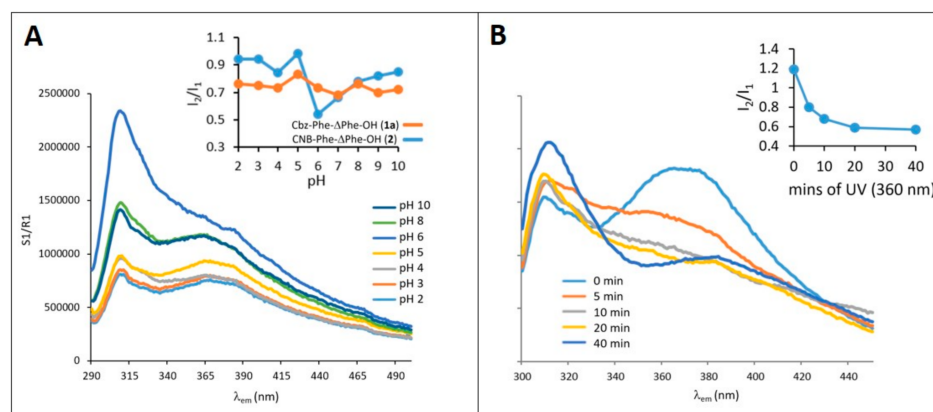 A
S1/R1
2500000
2000000
1500000
1000000
500000
0
290 315 340 365 390 415 440 465 490
λem (nm)
I2/I1
1.1
0.9
0.7
0.5
0.3
2 3 4 5 6 7 8 9 10
pH
Cbz-Phe-ΔPhe-OH (1a)
CNB-Phe-ΔPhe-OH (2)
pH 10
pH 8
pH 6
pH 5
pH 4
pH 3
pH 2
B
I2/I1
1.4
1.2
1
0.8
0.6
0.4
0 10 20 30 40
mins of UV (360 nm)
0 min
5 min
10 min
20 min
40 min
300 320 340 360 380 400 420 440
λem (nm)